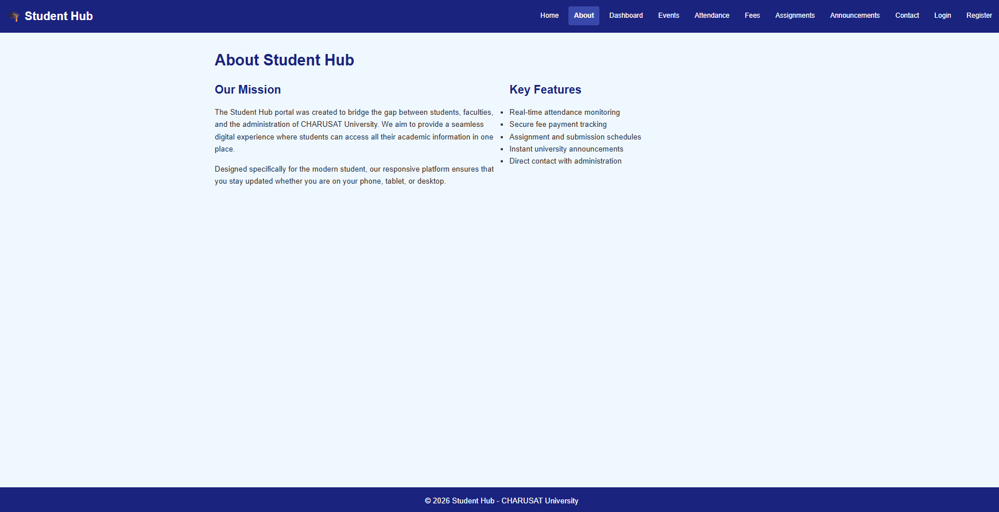 Student Hub
Home About Dashboard Events Attendance Fees Assignments Announcements Contact Login Register
About Student Hub
Our Mission
The Student Hub portal was created to bridge the gap between students, faculties,
and the administration of CHARUSAT University. We aim to provide a seamless
digital experience where students can access all their academic information in one
place.
Designed specifically for the modern student, our responsive platform ensures that
you stay updated whether you are on your phone, tablet, or desktop.
Key Features
• Real-time attendance monitoring
• Secure fee payment tracking
• Assignment and submission schedules
• Instant university announcements
• Direct contact with administration
© 2026 Student Hub - CHARUSAT University